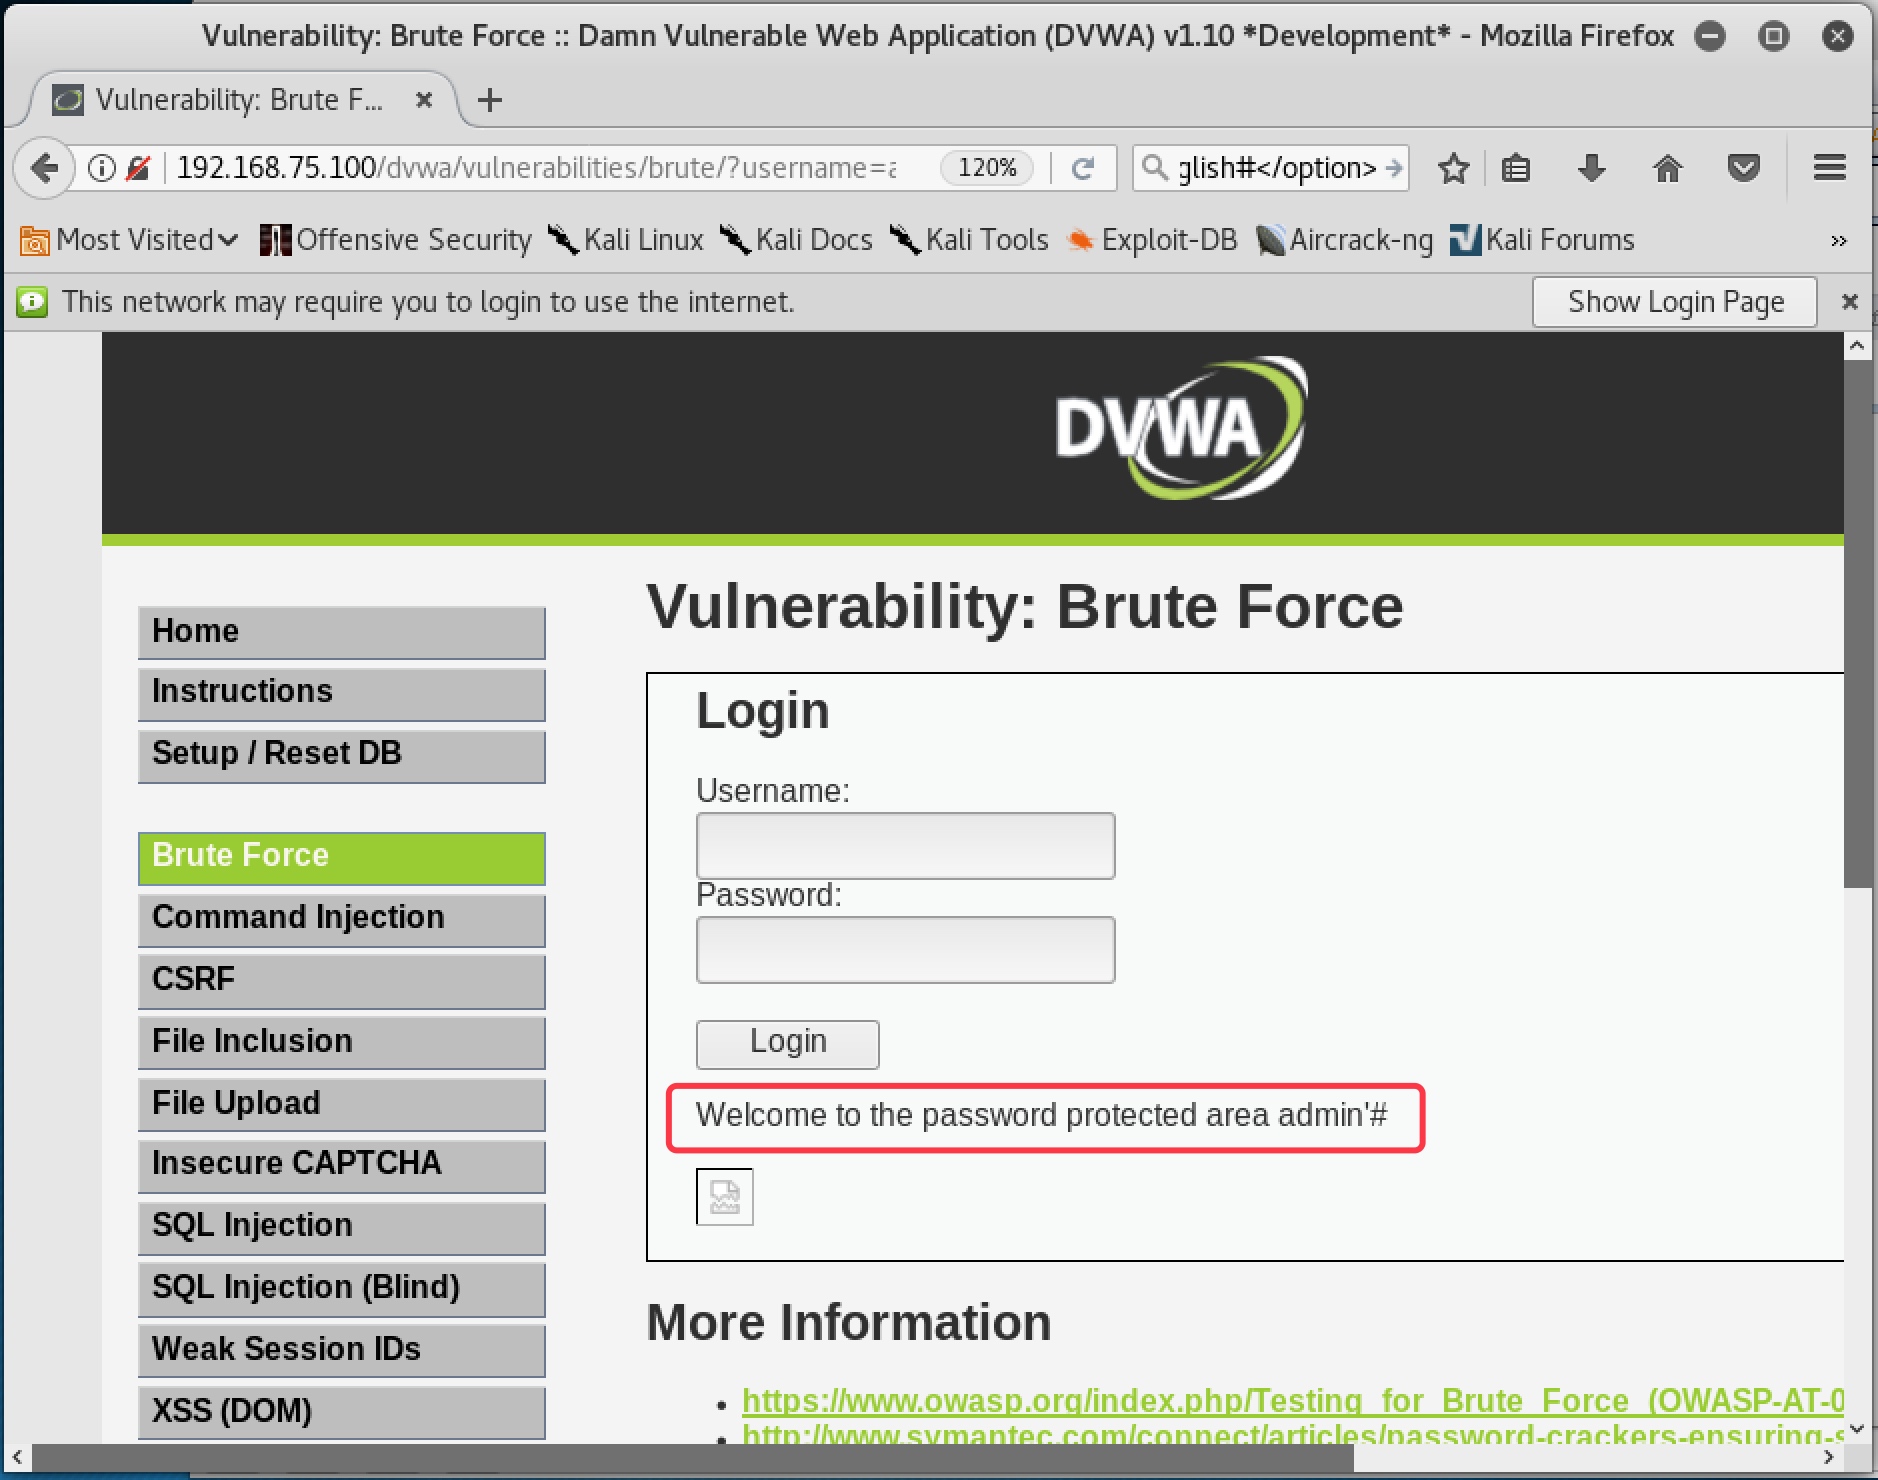 Vulnerability: Brute Force :: Damn Vulnerable Web Application (DVWA) v1.10 *Development* - Mozilla Firefox
Vulnerability: Brute F...
192.168.75.100/dvwa/vulnerabilities/brute/?username=a
120%
glish#</option>
Most Visited
Offensive Security
Kali Linux
Kali Docs
Kali Tools
Exploit-DB
Aircrack-ng
Kali Forums
This network may require you to login to use the internet.
Show Login Page
DVWA
Home
Instructions
Setup / Reset DB
Brute Force
Command Injection
CSRF
File Inclusion
File Upload
Insecure CAPTCHA
SQL Injection
SQL Injection (Blind)
Weak Session IDs
XSS (DOM)
Vulnerability: Brute Force
Login
Username:
Password:
Login
Welcome to the password protected area admin'#
More Information
https://www.owasp.org/index.php/Testing_for_Brute_Force_(OWASP-AT-0
http://www.symantec.com/connect/articles/password-crackers-ensuring-s